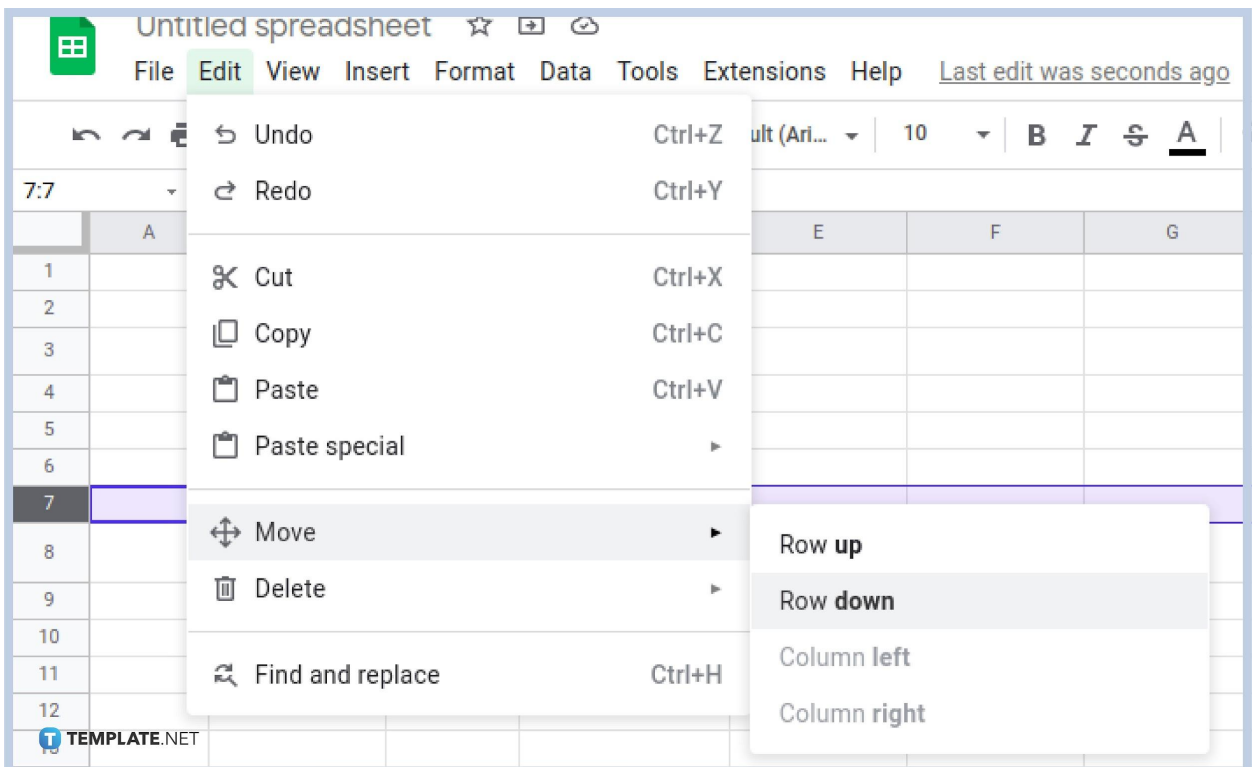 Untitled spreadsheet
File Edit View Insert Format Data Tools Extensions Help Last edit was seconds ago
Undo Ctrl+Z
ult (Ari... 10 B I S A
7:7
Redo Ctrl+Y
A E F G
1
Cut Ctrl+X
2
Copy Ctrl+C
3
Paste Ctrl+V
4
5
Paste special
6
7
Move
Row up
8
Delete
Row down
9
10
Column left
11
Find and replace Ctrl+H
12
Column right
T TEMPLATE.NET